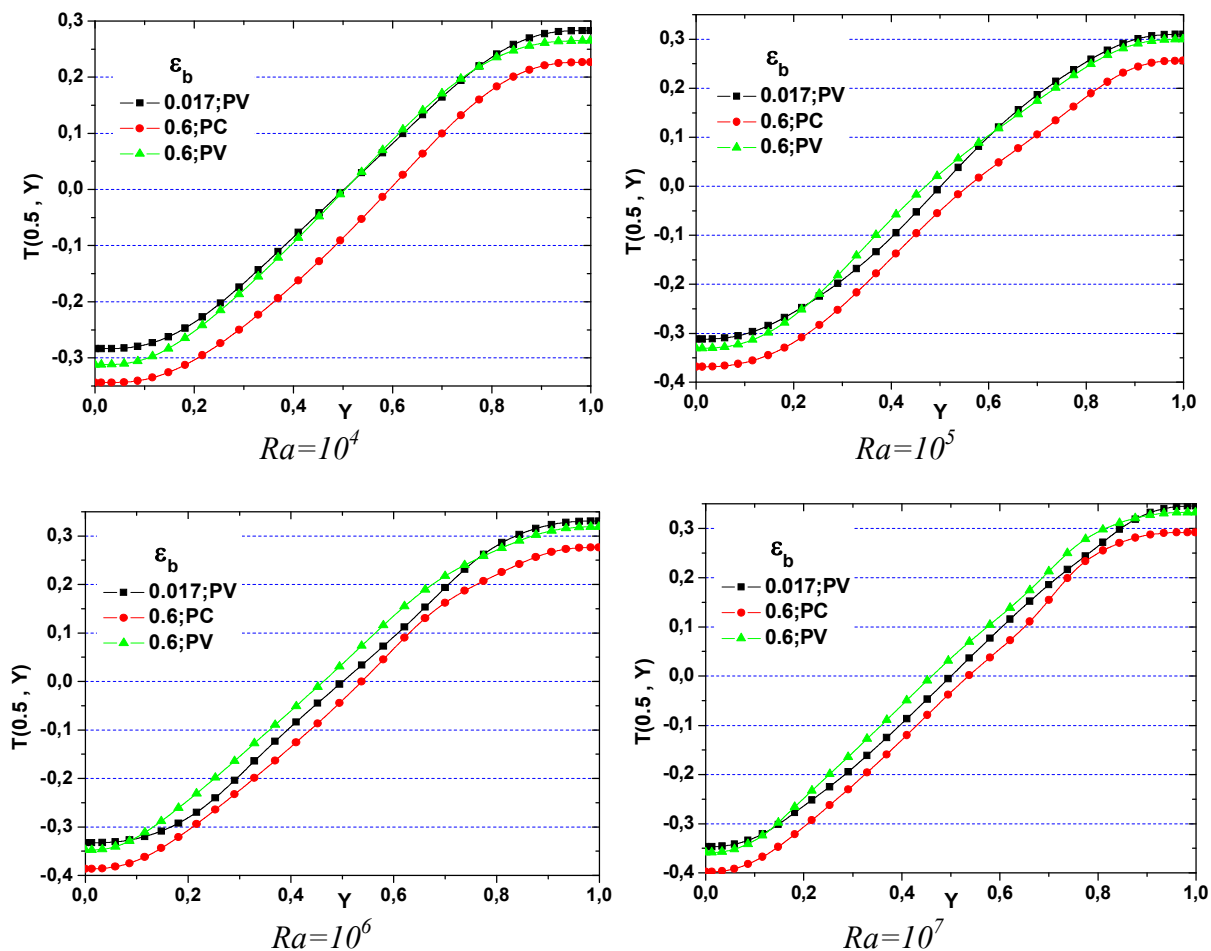 0,3
0,2
0,1
0,0
-0,1
-0,2
-0,3
T(0.5 , Y)
εb
0.017;PV
0.6;PC
0.6;PV
0,0 0,2 0,4 0,6 0,8 1,0
Y
Ra=10^4
0,3
0,2
0,1
0,0
-0,1
-0,2
-0,3
-0,4
T(0.5 , Y)
εb
0.017;PV
0.6;PC
0.6;PV
0,0 0,2 0,4 0,6 0,8 1,0
Y
Ra=10^5
0,3
0,2
0,1
0,0
-0,1
-0,2
-0,3
-0,4
T(0.5 , Y)
εb
0.017;PV
0.6;PC
0.6;PV
0,0 0,2 0,4 0,6 0,8 1,0
Y
Ra=10^6
0,3
0,2
0,1
0,0
-0,1
-0,2
-0,3
-0,4
T(0.5 , Y)
εb
0.017;PV
0.6;PC
0.6;PV
0,0 0,2 0,4 0,6 0,8 1,0
Y
Ra=10^7